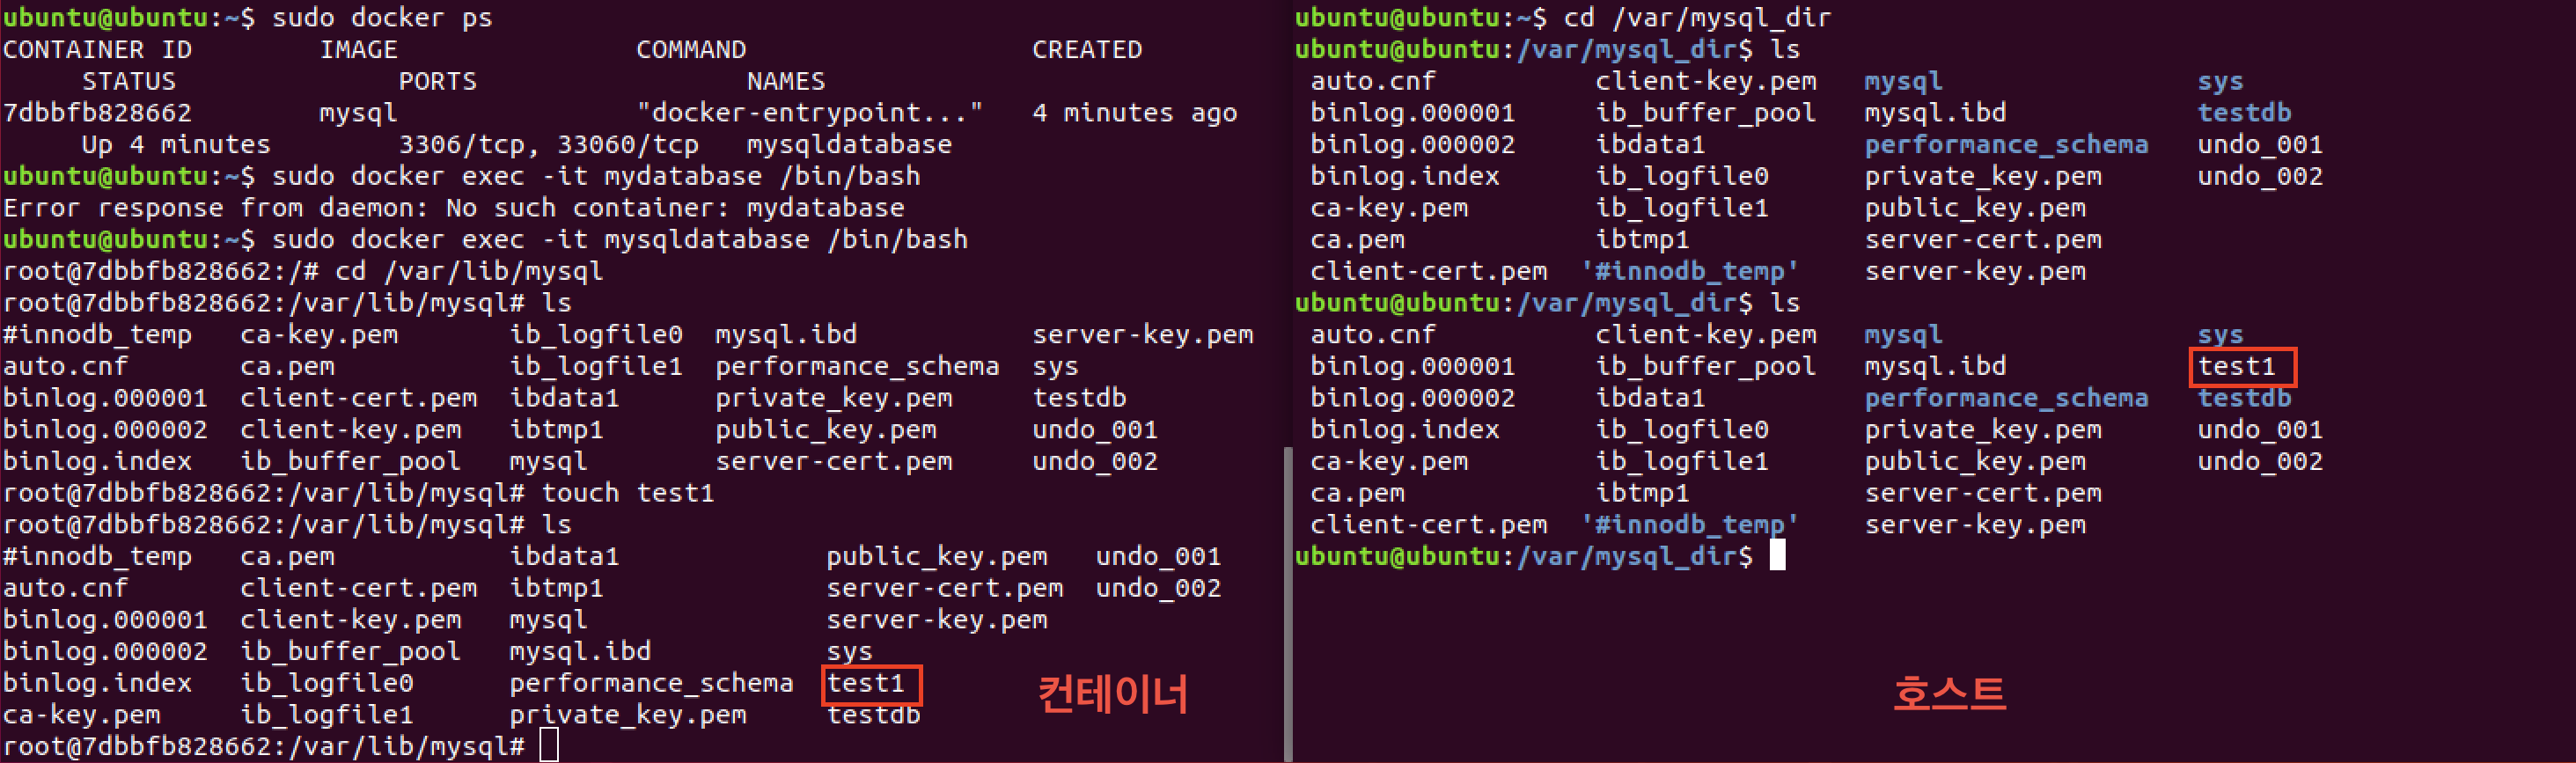 ubuntu@ubuntu:~$ sudo docker ps
CONTAINER ID        IMAGE               COMMAND                  CREATED
     STATUS              PORTS                 NAMES
7dbbfb828662        mysql               "docker-entrypoint..."   4 minutes ago
     Up 4 minutes        3306/tcp, 33060/tcp   mysqldatabase
ubuntu@ubuntu:~$ sudo docker exec -it mydatabase /bin/bash
Error response from daemon: No such container: mydatabase
ubuntu@ubuntu:~$ sudo docker exec -it mysqldatabase /bin/bash
root@7dbbfb828662:/# cd /var/lib/mysql
root@7dbbfb828662:/var/lib/mysql# ls
#innodb_temp   ca-key.pem       ib_logfile0  mysql.ibd           server-key.pem
auto.cnf       ca.pem           ib_logfile1  performance_schema  sys
binlog.000001  client-cert.pem  ibdata1      private_key.pem     testdb
binlog.000002  client-key.pem   ibtmp1       public_key.pem      undo_001
binlog.index   ib_buffer_pool   mysql        server-cert.pem     undo_002
root@7dbbfb828662:/var/lib/mysql# touch test1
root@7dbbfb828662:/var/lib/mysql# ls
#innodb_temp   ca.pem           ibdata1             public_key.pem   undo_001
auto.cnf       client-cert.pem  ibtmp1              server-cert.pem  undo_002
binlog.000001  client-key.pem   mysql               server-key.pem
binlog.000002  ib_buffer_pool   mysql.ibd           sys
binlog.index   ib_logfile0      performance_schema  test1
ca-key.pem     ib_logfile1      private_key.pem     testdb
root@7dbbfb828662:/var/lib/mysql#
컨테이너
ubuntu@ubuntu:~$ cd /var/mysql_dir
ubuntu@ubuntu:/var/mysql_dir$ ls
 auto.cnf          client-key.pem   mysql                sys
 binlog.000001     ib_buffer_pool   mysql.ibd            testdb
 binlog.000002     ibdata1          performance_schema   undo_001
 binlog.index      ib_logfile0      private_key.pem      undo_002
 ca-key.pem        ib_logfile1      public_key.pem
 ca.pem            ibtmp1           server-cert.pem
 client-cert.pem  '#innodb_temp'    server-key.pem
ubuntu@ubuntu:/var/mysql_dir$ ls
 auto.cnf          client-key.pem   mysql                sys
 binlog.000001     ib_buffer_pool   mysql.ibd            test1
 binlog.000002     ibdata1          performance_schema   testdb
 binlog.index      ib_logfile0      private_key.pem      undo_001
 ca-key.pem        ib_logfile1      public_key.pem       undo_002
 ca.pem            ibtmp1           server-cert.pem
 client-cert.pem  '#innodb_temp'    server-key.pem
ubuntu@ubuntu:/var/mysql_dir$
호스트